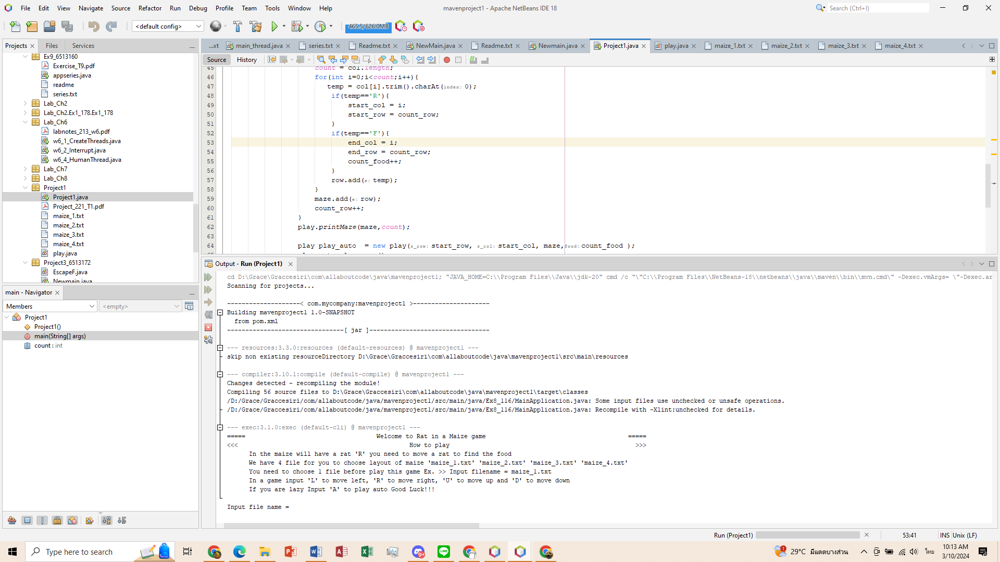 File Edit View Navigate Source Refactor Run Debug Profile Team Tools Window Help
mavenproject1 - Apache NetBeans IDE 18
Search (Ctrl+I)
<default config>
465.5/626.0MB
Projects Files Services
Ex9_6513160
Exercise_T9.pdf
appseries.java
readme
series.txt
Lab_Ch2
Lab_Ch2.Ex1_178.Ex1_178
Lab_Ch6
labnotes_213_w6.pdf
w6_1_CreateThreads.java
w6_2_Interrupt.java
w6_4_HumanThread.java
Lab_Ch7
Lab_Ch8
Project1
Project1.java
Project_221_T1.pdf
maize_1.txt
maize_2.txt
maize_3.txt
maize_4.txt
play.java
Project3_6513172
EscapeF.java
Newmain.java
main - Navigator
Members <empty>
Project1
Project1()
main(String[] args)
count : int
...xt main_thread.java series.txt Readme.txt NewMain.java Readme.txt Newmain.java Project1.java play.java maize_1.txt maize_2.txt maize_3.txt maize_4.txt
Source History
45 count = col.length;
46 for(int i=0;i<count;i++){
47 temp = col[i].trim().charAt(index: 0);
48 if(temp=='R'){
49 start_col = i;
50 start_row = count_row;
51 }
52 if(temp=='F'){
53 end_col = i;
54 end_row = count_row;
55 count_food++;
56 }
57 row.add(e: temp);
58 }
59 maze.add(e: row);
60 count_row++;
61 }
62 play.printMaze(maze,count);
63
64 play play_auto = new play(s_row: start_row, s_col: start_col, maze,food: count_food );
Output - Run (Project1)
cd D:\Grace\Graccesiri\com\allaboutcode\java\mavenproject1; "JAVA_HOME=C:\\Program Files\\Java\\jdk-20" cmd /c "\"C:\\Program Files\\NetBeans-18\\netbeans\\java\\maven\\bin\\mvn.cmd\" -Dexec.vmArgs= \"-Dexec.ar
Scanning for projects...
--------------------< com.mycompany:mavenproject1 >---------------------
Building mavenproject1 1.0-SNAPSHOT
from pom.xml
--------------------------------[ jar ]---------------------------------
--- resources:3.3.0:resources (default-resources) @ mavenproject1 ---
skip non existing resourceDirectory D:\Grace\Graccesiri\com\allaboutcode\java\mavenproject1\src\main\resources
--- compiler:3.10.1:compile (default-compile) @ mavenproject1 ---
Changes detected - recompiling the module!
Compiling 56 source files to D:\Grace\Graccesiri\com\allaboutcode\java\mavenproject1\target\classes
/D:/Grace/Graccesiri/com/allaboutcode/java/mavenproject1/src/main/java/Ex8_116/MainApplication.java: Some input files use unchecked or unsafe operations.
/D:/Grace/Graccesiri/com/allaboutcode/java/mavenproject1/src/main/java/Ex8_116/MainApplication.java: Recompile with -Xlint:unchecked for details.
--- exec:3.1.0:exec (default-cli) @ mavenproject1 ---
===== Welcome to Rat in a Maize game =====
<<< How to play >>>
In the maize will have a rat 'R' you need to move a rat to find the food
We have 4 file for you to choose layout of maize 'maize_1.txt' 'maize_2.txt' 'maize_3.txt' 'maize_4.txt'
You need to choose 1 file before play this game Ex. >> Input filename = maize_1.txt
In a game input 'L' to move left, 'R' to move right, 'U' to move up and 'D' to move down
If you are lazy Input 'A' to play auto Good Luck!!!
Input file name =
Run (Project1) 53:41 INS Unix (LF)
Type here to search
29°C มีแดดบางส่วน
ไทย
10:13 AM
3/10/2024